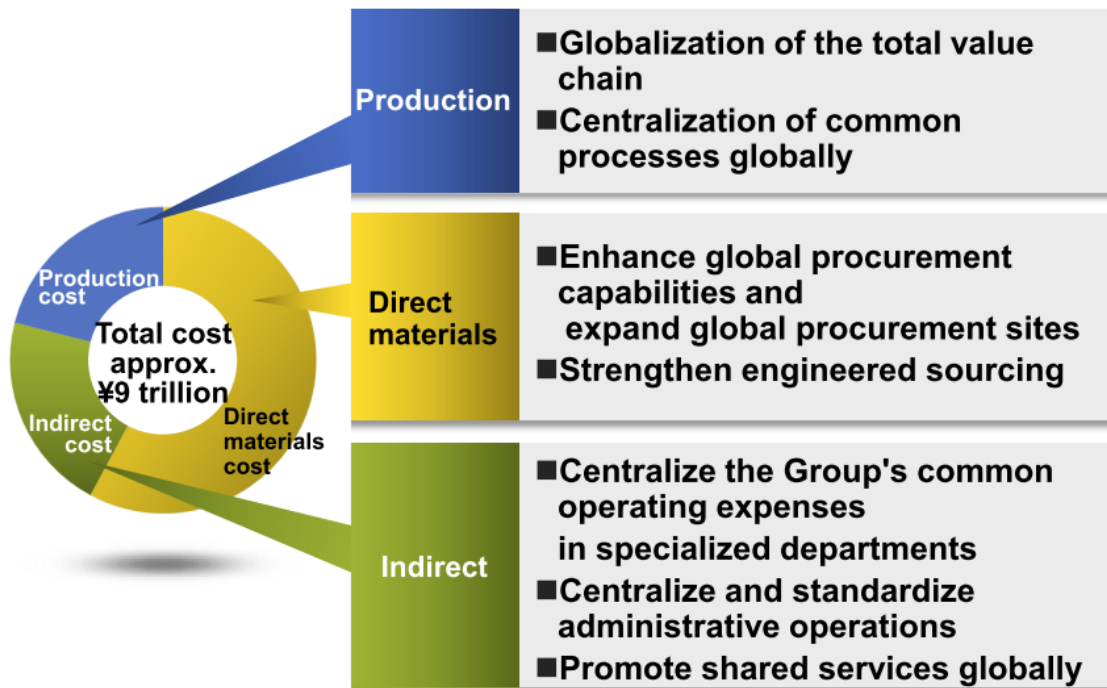 Production
■Globalization of the total value
chain
■Centralization of common
processes globally
Production
cost
Total cost
approx.
¥9 trillion
Indirect
cost
Direct
materials
cost
Direct
materials
■Enhance global procurement
capabilities and
expand global procurement sites
■Strengthen engineered sourcing
Indirect
■Centralize the Group's common
operating expenses
in specialized departments
■Centralize and standardize
administrative operations
■Promote shared services globally